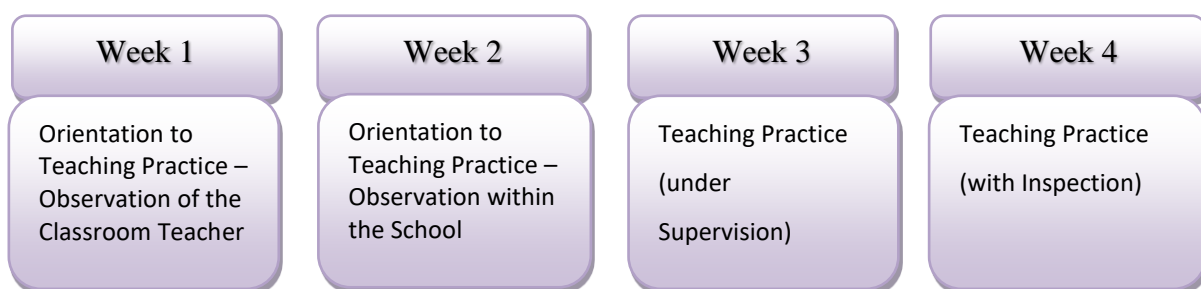 Week 1
Orientation to
Teaching Practice –
Observation of the
Classroom Teacher
Week 2
Orientation to
Teaching Practice –
Observation within
the School
Week 3
Teaching Practice
(under
Supervision)
Week 4
Teaching Practice
(with Inspection)